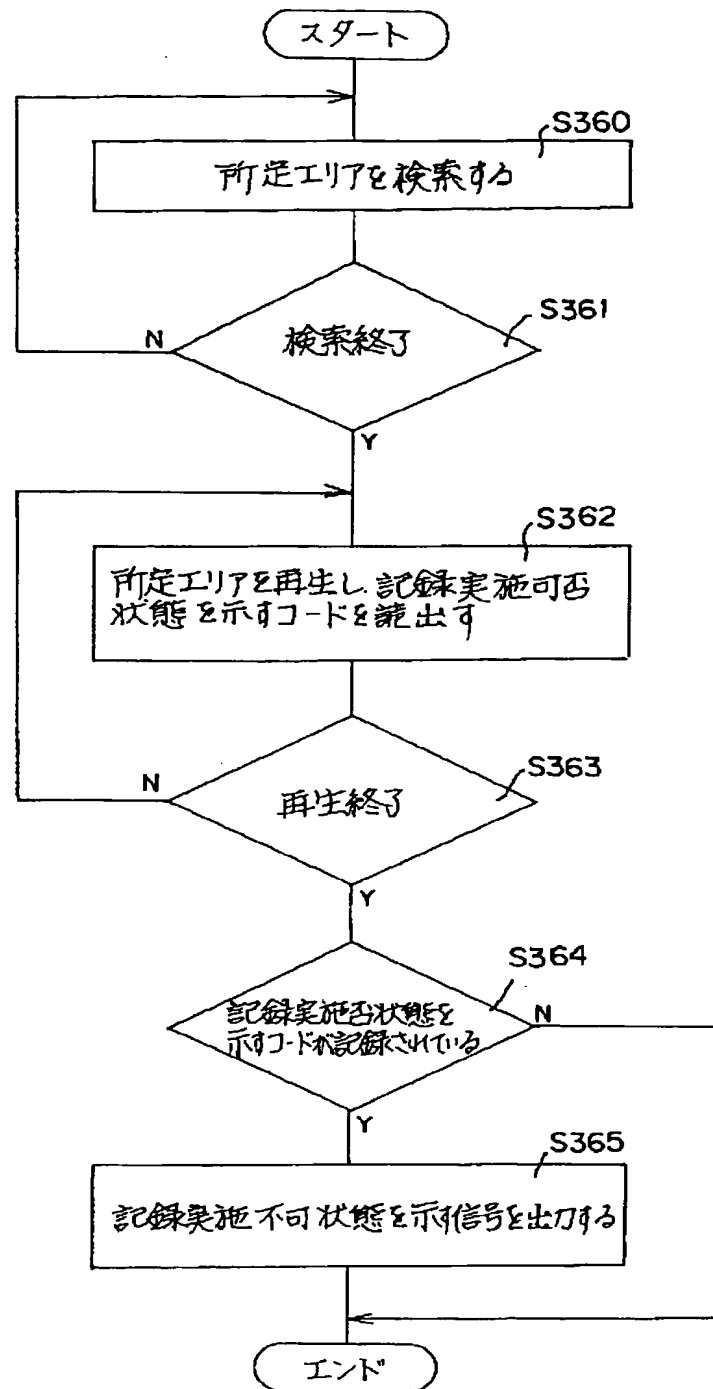 スタート
S360
所定エリアを検索する
S361
検索終了
N
Y
S362
所定エリアを再生し、記録実施可否
状態を示すコードを読出す
S363
再生終了
N
Y
S364
記録実施否状態を
示すコードが記録されている
N
Y
S365
記録実施不可状態を示す信号を出力する
エンド